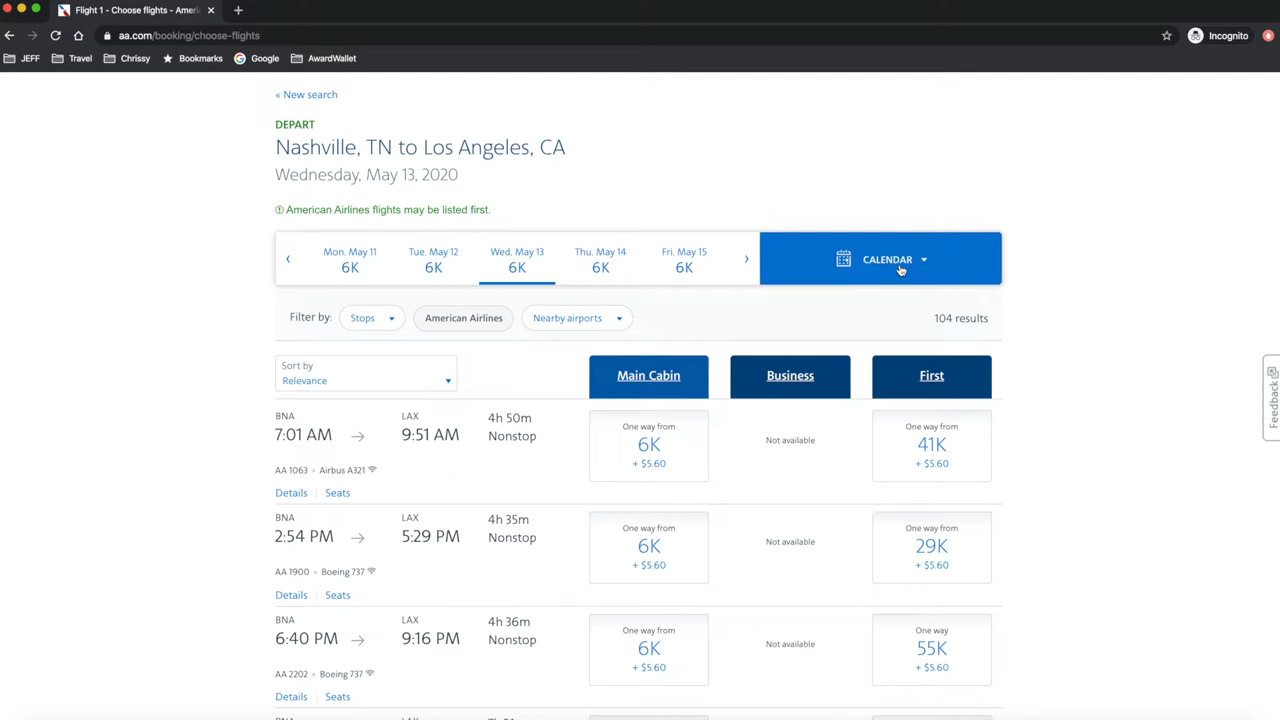 Flight 1 - Choose flights - Ameri
aa.com/booking/choose-flights
Incognito
JEFF
Travel
Chrissy
Bookmarks
Google
AwardWallet
« New search
DEPART
Nashville, TN to Los Angeles, CA
Wednesday, May 13, 2020
American Airlines flights may be listed first.
Mon. May 11
6K
Tue. May 12
6K
Wed. May 13
6K
Thu. May 14
6K
Fri. May 15
6K
CALENDAR
Filter by:
Stops
American Airlines
Nearby airports
104 results
Sort by
Relevance
Main Cabin
Business
First
BNA
7:01 AM
LAX
9:51 AM
4h 50m
Nonstop
AA 1063 Airbus A321
Details | Seats
One way from
6K
+ $5.60
Not available
One way from
41K
+ $5.60
BNA
2:54 PM
LAX
5:29 PM
4h 35m
Nonstop
AA 1900 Boeing 737
Details | Seats
One way from
6K
+ $5.60
Not available
One way from
29K
+ $5.60
BNA
6:40 PM
LAX
9:16 PM
4h 36m
Nonstop
AA 2202 Boeing 737
Details | Seats
One way from
6K
+ $5.60
Not available
One way
55K
+ $5.60
Feedback